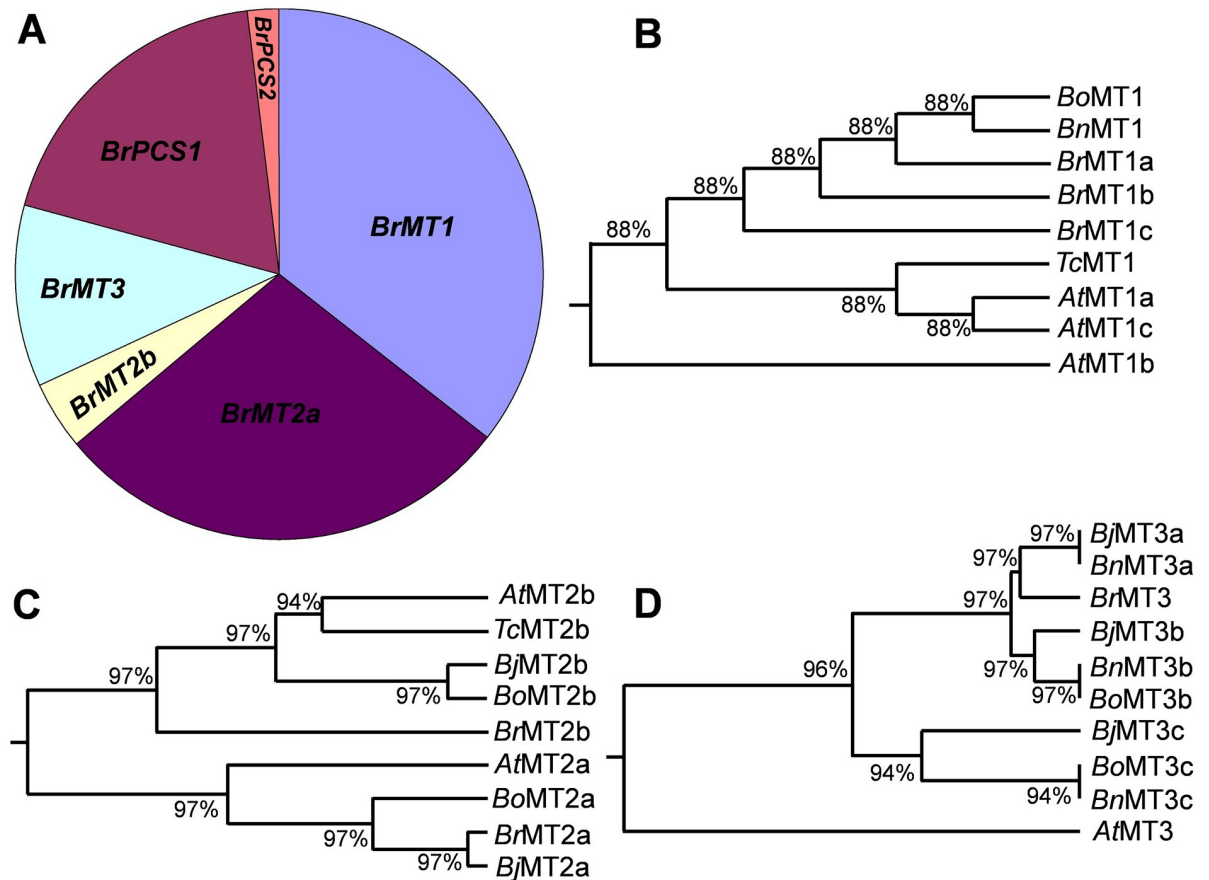 A
BrPCS2
BrPCS1
BrMT1
BrMT3
BrMT2b
BrMT2a
B
88%
BoMT1
88%
BnMT1
88%
BrMT1a
88%
BrMT1b
88%
BrMT1c
TcMT1
88%
AtMT1a
88%
AtMT1c
AtMT1b
C
94%
AtMT2b
97%
TcMT2b
97%
BjMT2b
97%
BoMT2b
BrMT2b
AtMT2a
97%
BoMT2a
97%
BrMT2a
97%
BjMT2a
D
97%
BjMT3a
97%
BnMT3a
97%
BrMT3
BjMT3b
96%
97%
BnMT3b
97%
BoMT3b
BjMT3c
94%
BoMT3c
94%
BnMT3c
AtMT3